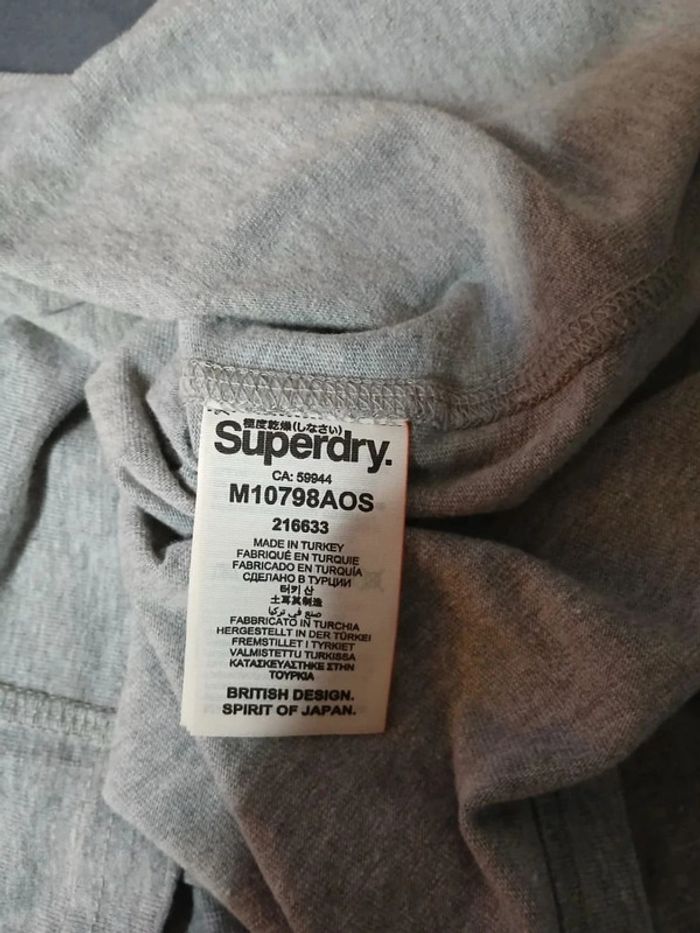 極度乾燥(しなさい)
Superdry.
CA: 59944
M10798AOS
216633
MADE IN TURKEY
FABRIQUÉ EN TURQUIE
FABRICADO EN TURQUÍA
СДЕЛАНО В ТУРЦИИ
터키 산
土耳其制造
صنع في تركيا
FABBRICATO IN TURCHIA
HERGESTELLT IN DER TÜRKEI
FREMSTILLET I TYRKIET
VALMISTETTU TURKISSA
ΚΑΤΑΣΚΕΥΑΣΤΗΚΕ ΣΤΗΝ
ΤΟΥΡΚΙΑ
BRITISH DESIGN.
SPIRIT OF JAPAN.